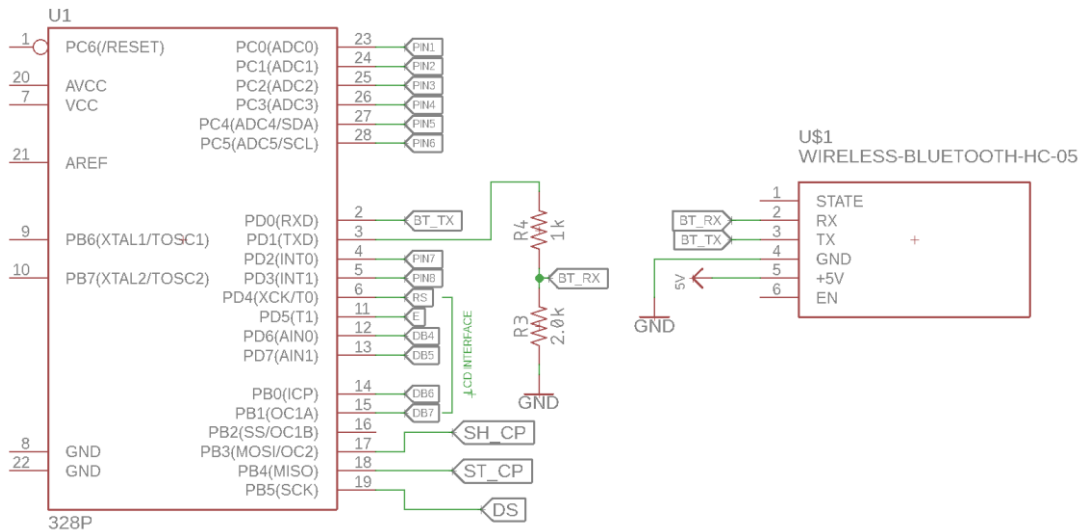 U1
1 PC6(/RESET)
20 AVCC
7 VCC
21 AREF
9 PB6(XTAL1/TOSC1)
10 PB7(XTAL2/TOSC2)
8 GND
22 GND
PC0(ADC0) 23 PIN1
PC1(ADC1) 24 PIN2
PC2(ADC2) 25 PIN3
PC3(ADC3) 26 PIN4
PC4(ADC4/SDA) 27 PIN5
PC5(ADC5/SCL) 28 PIN6
PD0(RXD) 2 BT_TX
PD1(TXD) 3
PD2(INT0) 4 PIN7
PD3(INT1) 5 PIN8
PD4(XCK/T0) 6 RS
PD5(T1) 11 E
PD6(AIN0) 12 DB4
PD7(AIN1) 13 DB5
PB0(ICP) 14 DB6
PB1(OC1A) 15 DB7
PB2(SS/OC1B) 16
PB3(MOSI/OC2) 17 SH_CP
PB4(MISO) 18 ST_CP
PB5(SCK) 19 DS
328P
LCD INTERFACE
R4 1k
BT_RX
R3 2.0k
GND
U$1
WIRELESS-BLUETOOTH-HC-05
1 STATE
BT_RX 2 RX
BT_TX 3 TX
4 GND
5V 5 +5V
6 EN
GND